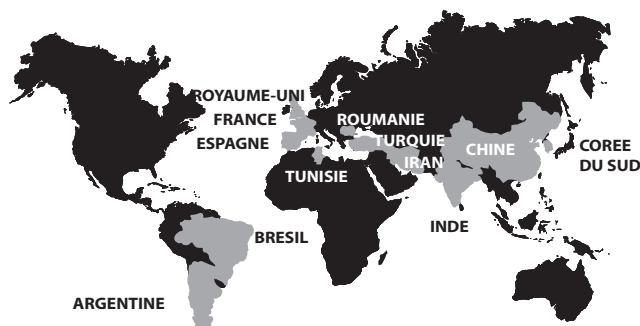 ROYAUME-UNI
FRANCE
ESPAGNE
ROUMANIE
TURQUIE
IRAN
CHINE
COREE
DU SUD
TUNISIE
INDE
BRESIL
ARGENTINE